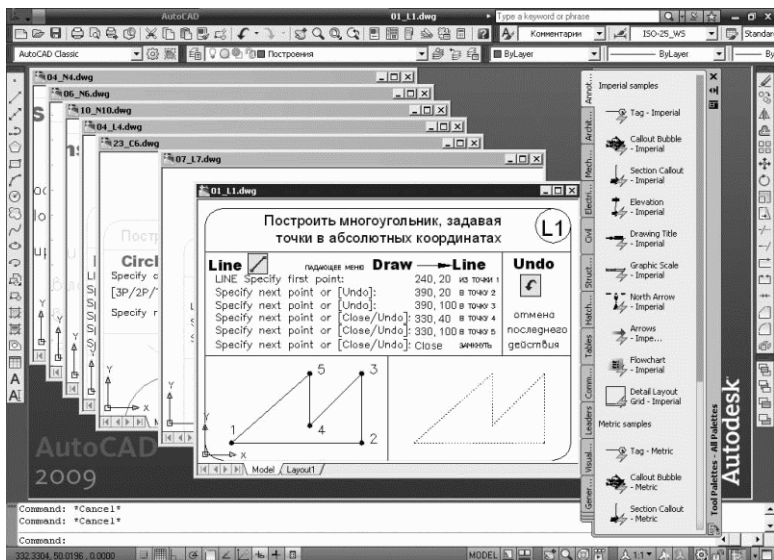 AutoCAD
01_L1.dwg
Type a keyword or phrase
Комментарии
ISO-25_WS
Standard
AutoCAD Classic
Построения
ByLayer
ByLayer
04_N4.dwg
06_N6.dwg
10_N10.dwg
04_L4.dwg
23_C6.dwg
07_L7.dwg
01_L1.dwg
Пост
Circl
Specify
[3P/2P/
Specify
Построить многоугольник, задавая
точки в абсолютных координатах
L1
Line
ПАДАЮЩЕЕ МЕНЮ
Draw
Line
Undo
LINE Specify first point: 240, 20 ИЗ ТОЧКИ 1
Specify next point or [Undo]: 390, 20 В ТОЧКУ 2
Specify next point or [Undo]: 390, 100 В ТОЧКУ 3
Specify next point or [Close/Undo]: 330, 40 В ТОЧКУ 4
Specify next point or [Close/Undo]: 330, 100 В ТОЧКУ 5
Specify next point or [Close/Undo]: Close ЗАМКНУТЬ
отмена
последнего
действия
5
3
1
4
2
Y
X
Model
Layout1
Annot...
Archit...
Mech...
Electri...
Civil
Struct...
Hatch...
Tables
Comm...
Leaders
Visual...
Gener...
Imperial samples
Tag - Imperial
Callout Bubble
- Imperial
Section Callout
- Imperial
Elevation
- Imperial
Drawing Title
- Imperial
Graphic Scale
- Imperial
North Arrow
- Imperial
Arrows
- Impe...
Flowchart
- Imperial
Detail Layout
Grid - Imperial
Metric samples
Tag - Metric
Callout Bubble
- Metric
Section Callout
- Metric
Tool Palettes - All Palettes
Autodesk
AutoCAD
2009
Command: *Cancel*
Command: *Cancel*
Command:
332.3304, 50.0196 , 0.0000
MODEL
1:1